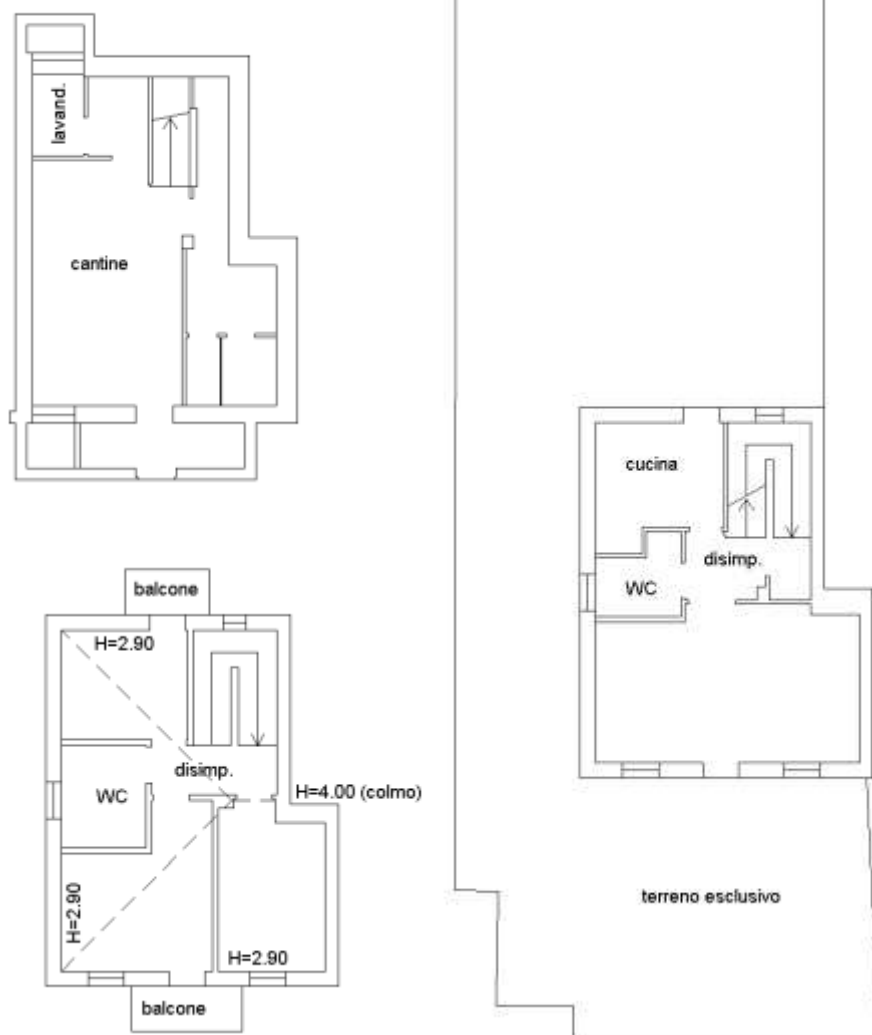 lavand.
cantine
balcone
H=2.90
disimp.
WC
H=4.00 (colmo)
H=2.90
H=2.90
balcone
cucina
disimp.
WC
terreno esclusivo